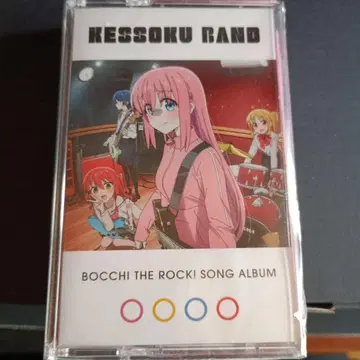 KESSOKU BAND
BOCCHI THE ROCK! SONG ALBUM